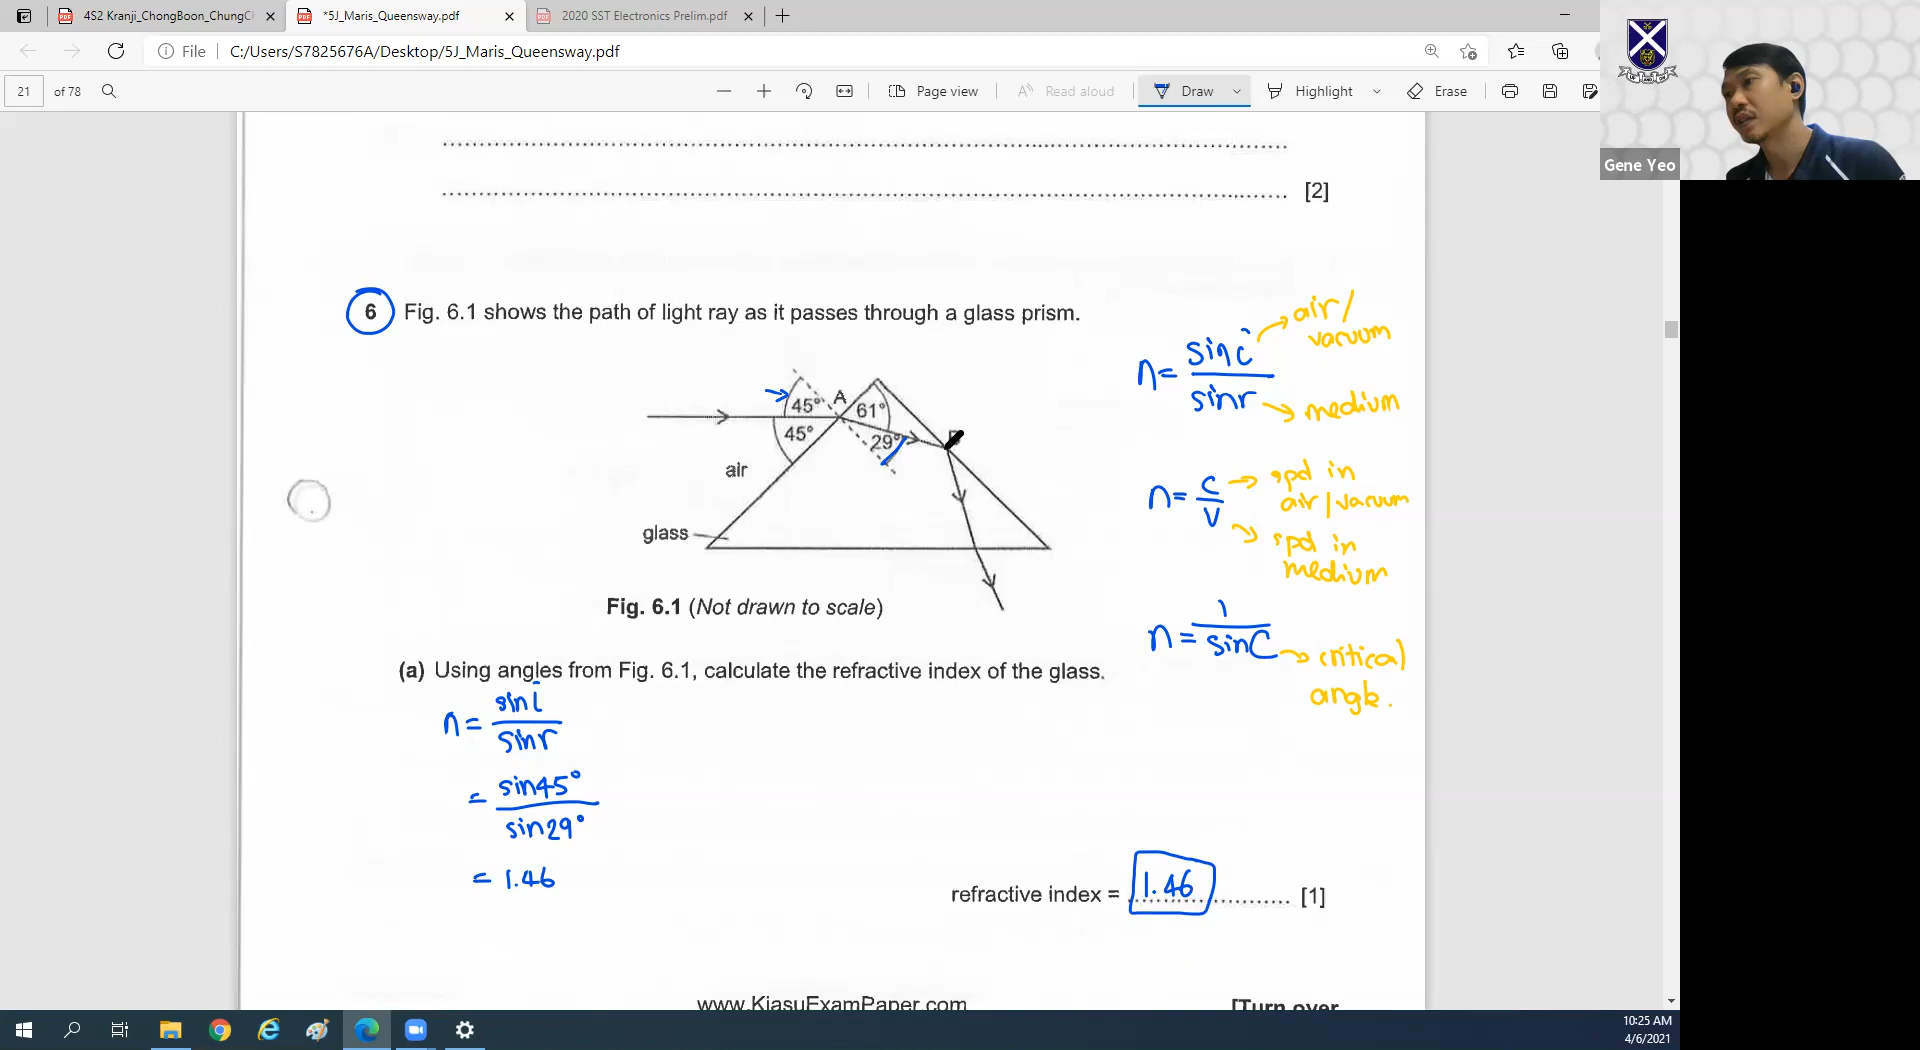 4S2 Kranji_ChongBoon_ChungCh
*5J_Maris_Queensway.pdf
2020 SST Electronics Prelim.pdf
File
C:/Users/S7825676A/Desktop/5J_Maris_Queensway.pdf
21 of 78
Page view
Read aloud
Draw
Highlight
Erase
Gene Yeo
[2]
6 Fig. 6.1 shows the path of light ray as it passes through a glass prism.
45° A 61°
45° 29°
air
glass
Fig. 6.1 (Not drawn to scale)
n = sin i / sin r
air/
vacuum
medium
n = c / v
spd in
air/vacuum
spd in
medium
n = 1 / sin C
critical
angle.
(a) Using angles from Fig. 6.1, calculate the refractive index of the glass.
n = sin i / sin r
= sin45° / sin29°
= 1.46
refractive index = 1.46 [1]
www.KiasuExamPaper.com
[Turn over
10:25 AM
4/6/2021